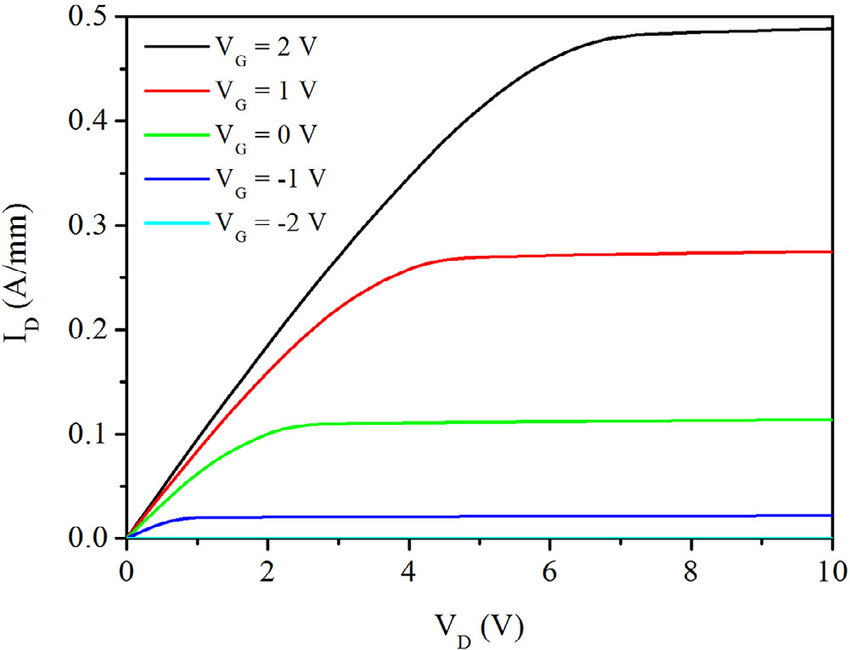 0.5
0.4
0.3
0.2
0.1
0.0
I_D (A/mm)
V_G = 2 V
V_G = 1 V
V_G = 0 V
V_G = -1 V
V_G = -2 V
0 2 4 6 8 10
V_D (V)